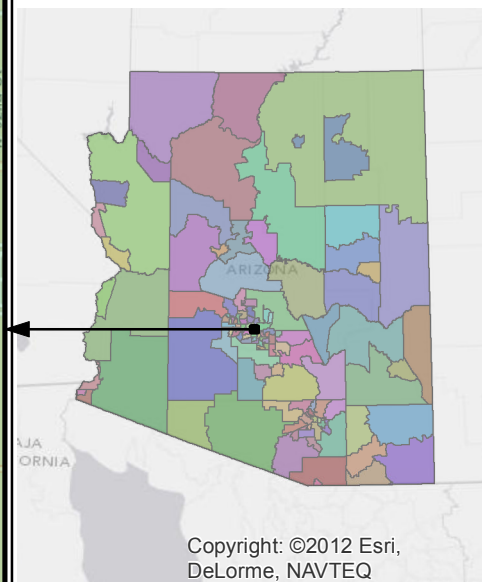 ARIZONA
AJA
ORNIA
Copyright: ©2012 Esri,
DeLorme, NAVTEQ